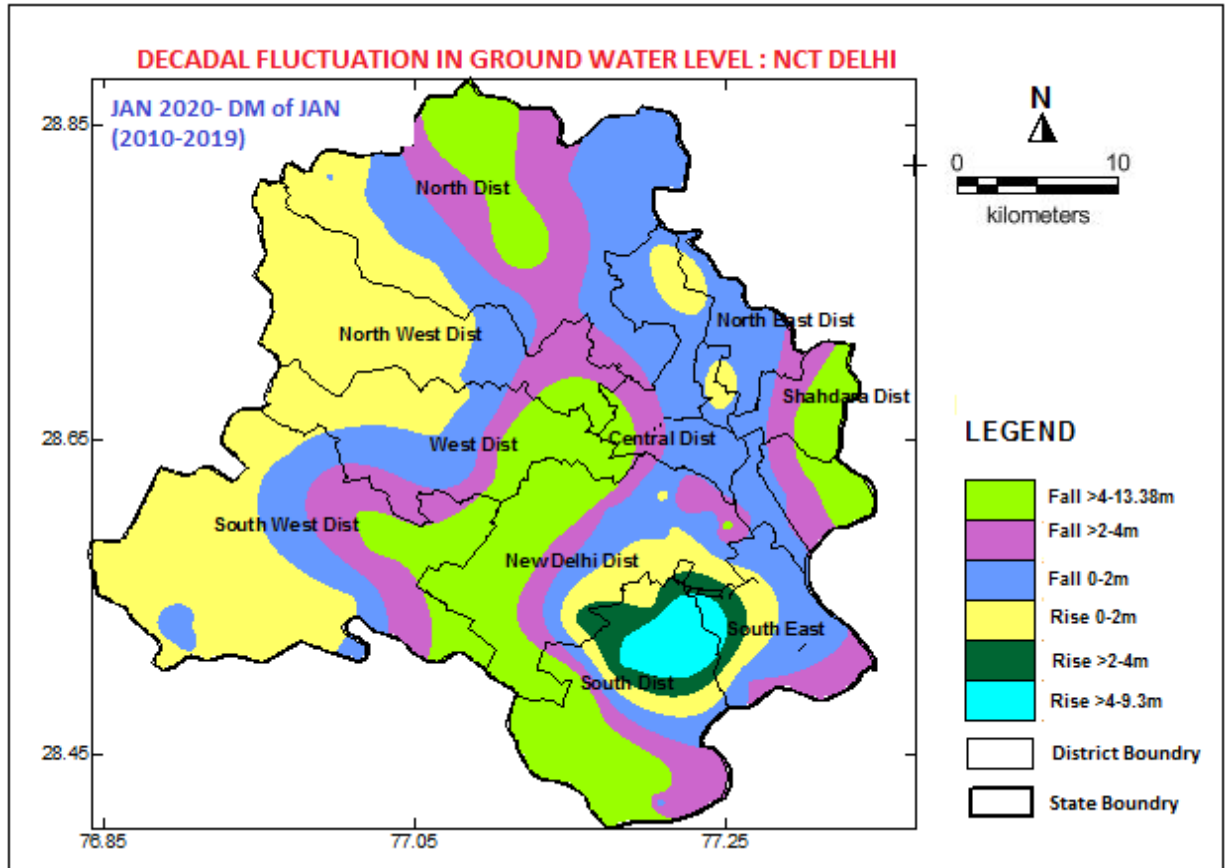 DECADAL FLUCTUATION IN GROUND WATER LEVEL : NCT DELHI
JAN 2020- DM of JAN
(2010-2019)
N
0 10
kilometers
28.85
28.65
28.45
76.85
77.05
77.25
North Dist
North West Dist
North East Dist
Shahdara Dist
West Dist
Central Dist
South West Dist
New Delhi Dist
South East
South Dist
LEGEND
Fall >4-13.38m
Fall >2-4m
Fall 0-2m
Rise 0-2m
Rise >2-4m
Rise >4-9.3m
District Boundry
State Boundry